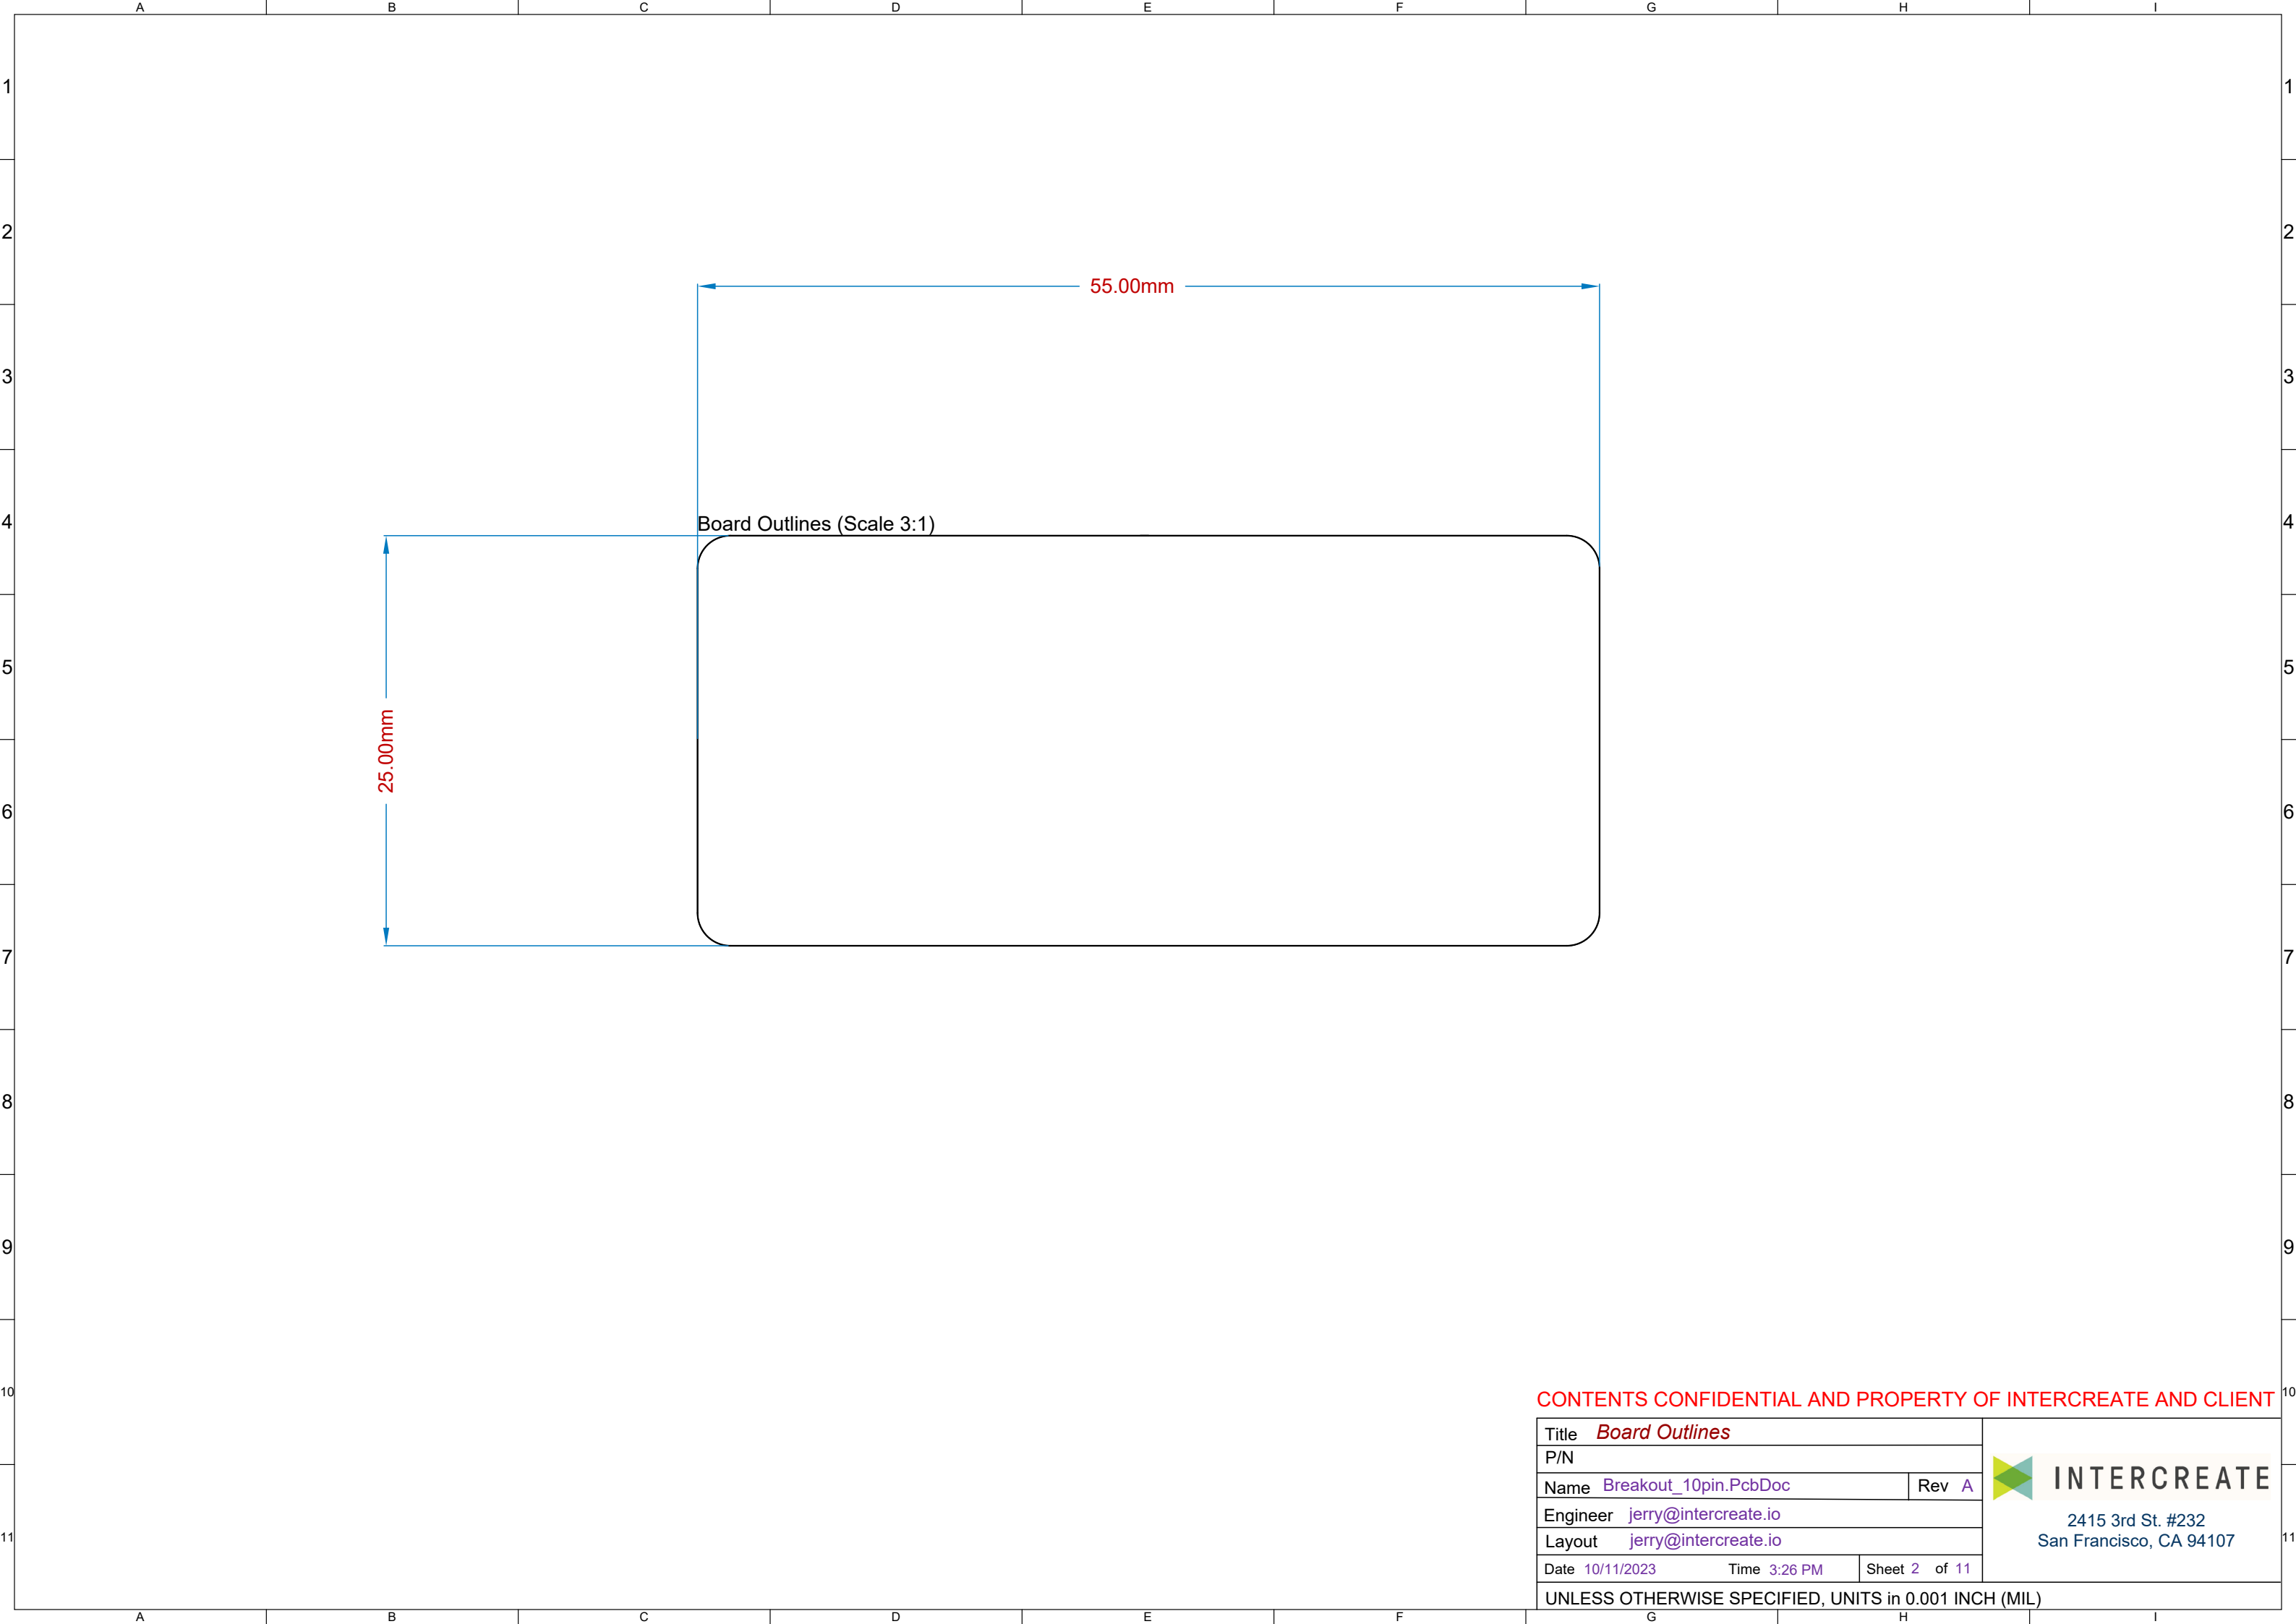 A B C D E F G H I
1 1
2 2
55.00mm
3 3
4 4
Board Outlines (Scale 3:1)
5 5
25.00mm
6 6
7 7
8 8
9 9
10 10
CONTENTS CONFIDENTIAL AND PROPERTY OF INTERCREATE AND CLIENT
Title Board Outlines
P/N
Name Breakout_10pin.PcbDoc Rev A
Engineer jerry@intercreate.io
Layout jerry@intercreate.io
Date 10/11/2023 Time 3:26 PM Sheet 2 of 11
UNLESS OTHERWISE SPECIFIED, UNITS in 0.001 INCH (MIL)
INTERCREATE
2415 3rd St. #232
San Francisco, CA 94107
11 11
A B C D E F G H I